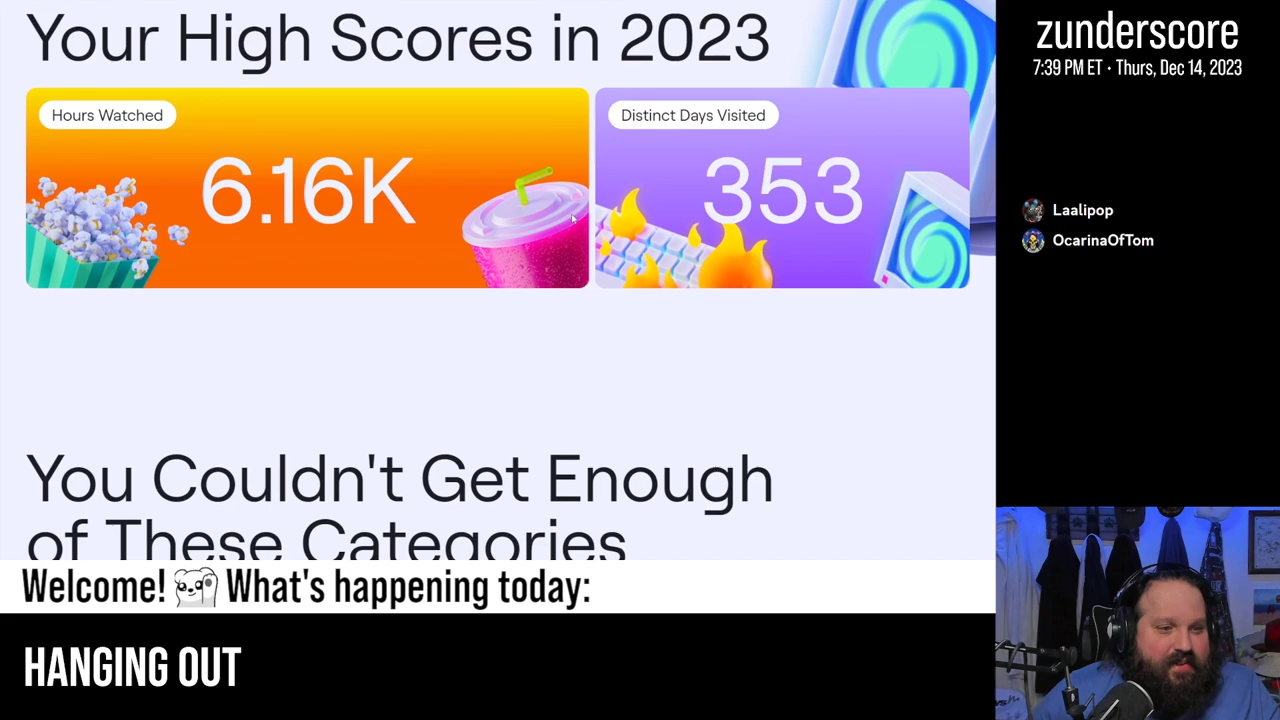 Your High Scores in 2023
Hours Watched
6.16K
Distinct Days Visited
353
You Couldn't Get Enough
of These Categories
Welcome! What's happening today:
HANGING OUT
zunderscore
7:39 PM ET • Thurs, Dec 14, 2023
Laalipop
OcarinaOfTom